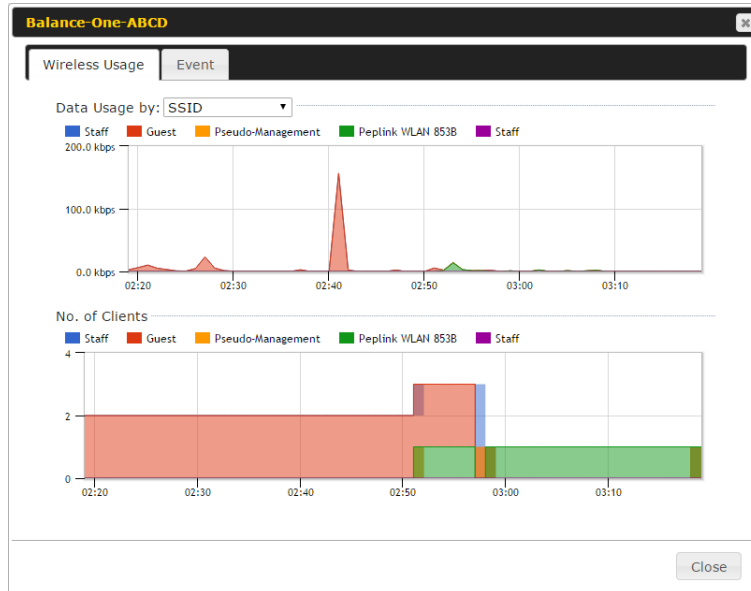 Balance-One-ABCD
Wireless Usage Event
Data Usage by: SSID
Staff Guest Pseudo-Management Peplink WLAN 853B Staff
200.0 kbps
100.0 kbps
0.0 kbps
02:20 02:30 02:40 02:50 03:00 03:10
No. of Clients
Staff Guest Pseudo-Management Peplink WLAN 853B Staff
4
2
0
02:20 02:30 02:40 02:50 03:00 03:10
Close